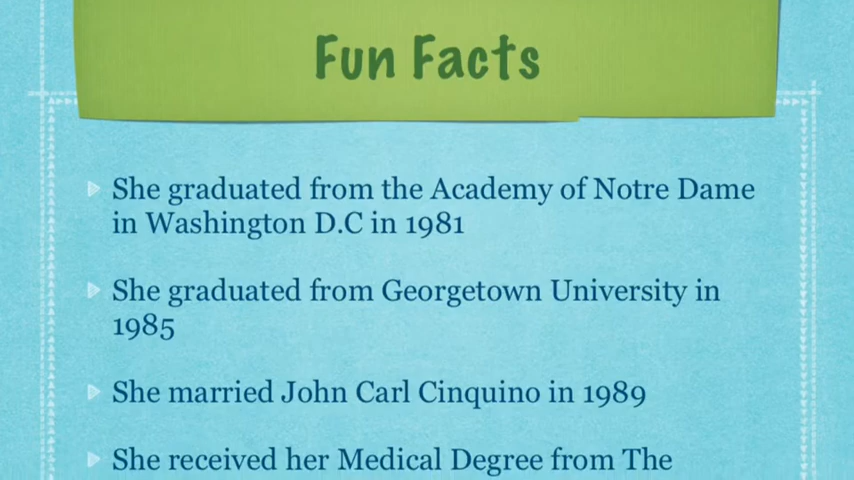 Fun Facts
She graduated from the Academy of Notre Dame
in Washington D.C in 1981
She graduated from Georgetown University in
1985
She married John Carl Cinquino in 1989
She received her Medical Degree from The